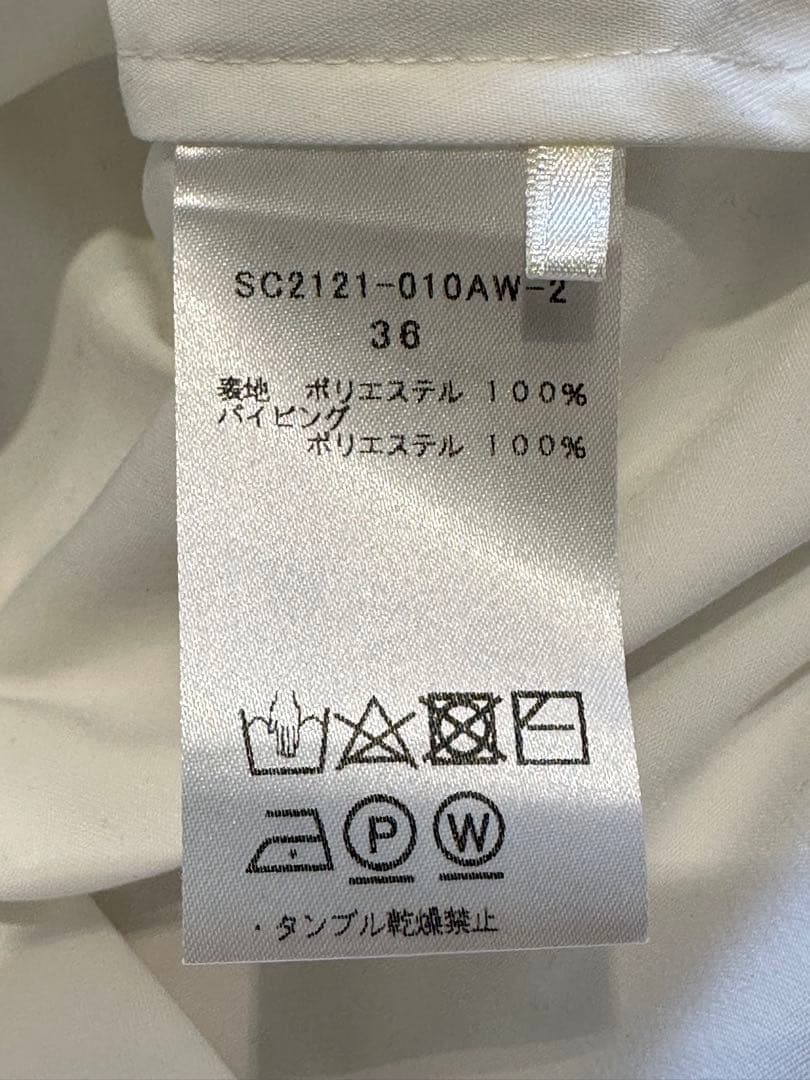 SC2121-010AW-2
36
表地 ポリエステル 100%
パイピング
ポリエステル 100%
P W
・タンブル乾燥禁止